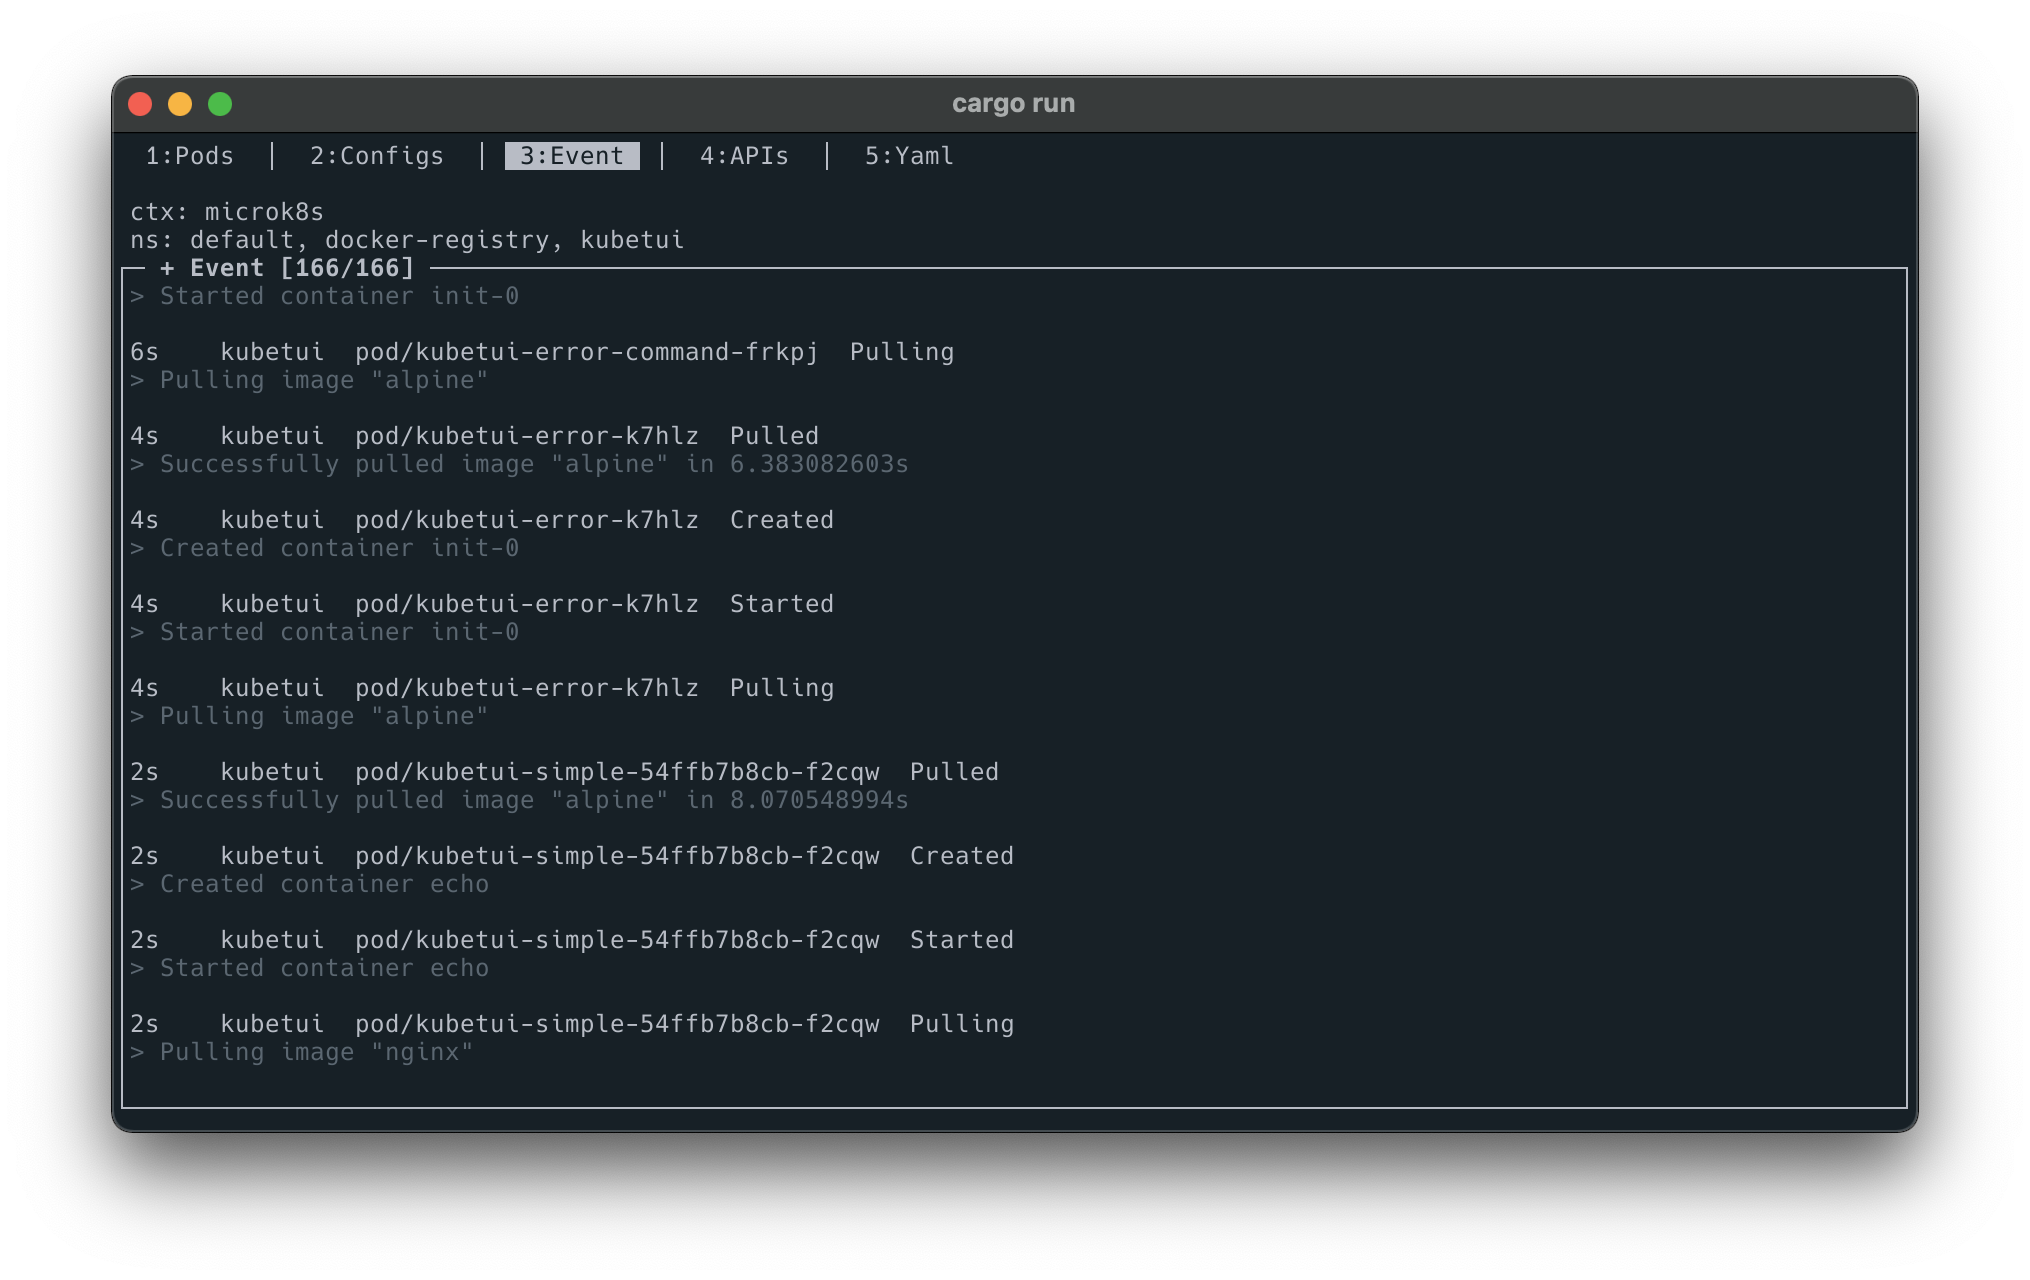 cargo run
1:Pods │ 2:Configs │ 3:Event │ 4:APIs │ 5:Yaml
ctx: microk8s
ns: default, docker-registry, kubetui
+ Event [166/166]
> Started container init-0
6s    kubetui  pod/kubetui-error-command-frkpj  Pulling
> Pulling image "alpine"
4s    kubetui  pod/kubetui-error-k7hlz  Pulled
> Successfully pulled image "alpine" in 6.383082603s
4s    kubetui  pod/kubetui-error-k7hlz  Created
> Created container init-0
4s    kubetui  pod/kubetui-error-k7hlz  Started
> Started container init-0
4s    kubetui  pod/kubetui-error-k7hlz  Pulling
> Pulling image "alpine"
2s    kubetui  pod/kubetui-simple-54ffb7b8cb-f2cqw  Pulled
> Successfully pulled image "alpine" in 8.070548994s
2s    kubetui  pod/kubetui-simple-54ffb7b8cb-f2cqw  Created
> Created container echo
2s    kubetui  pod/kubetui-simple-54ffb7b8cb-f2cqw  Started
> Started container echo
2s    kubetui  pod/kubetui-simple-54ffb7b8cb-f2cqw  Pulling
> Pulling image "nginx"